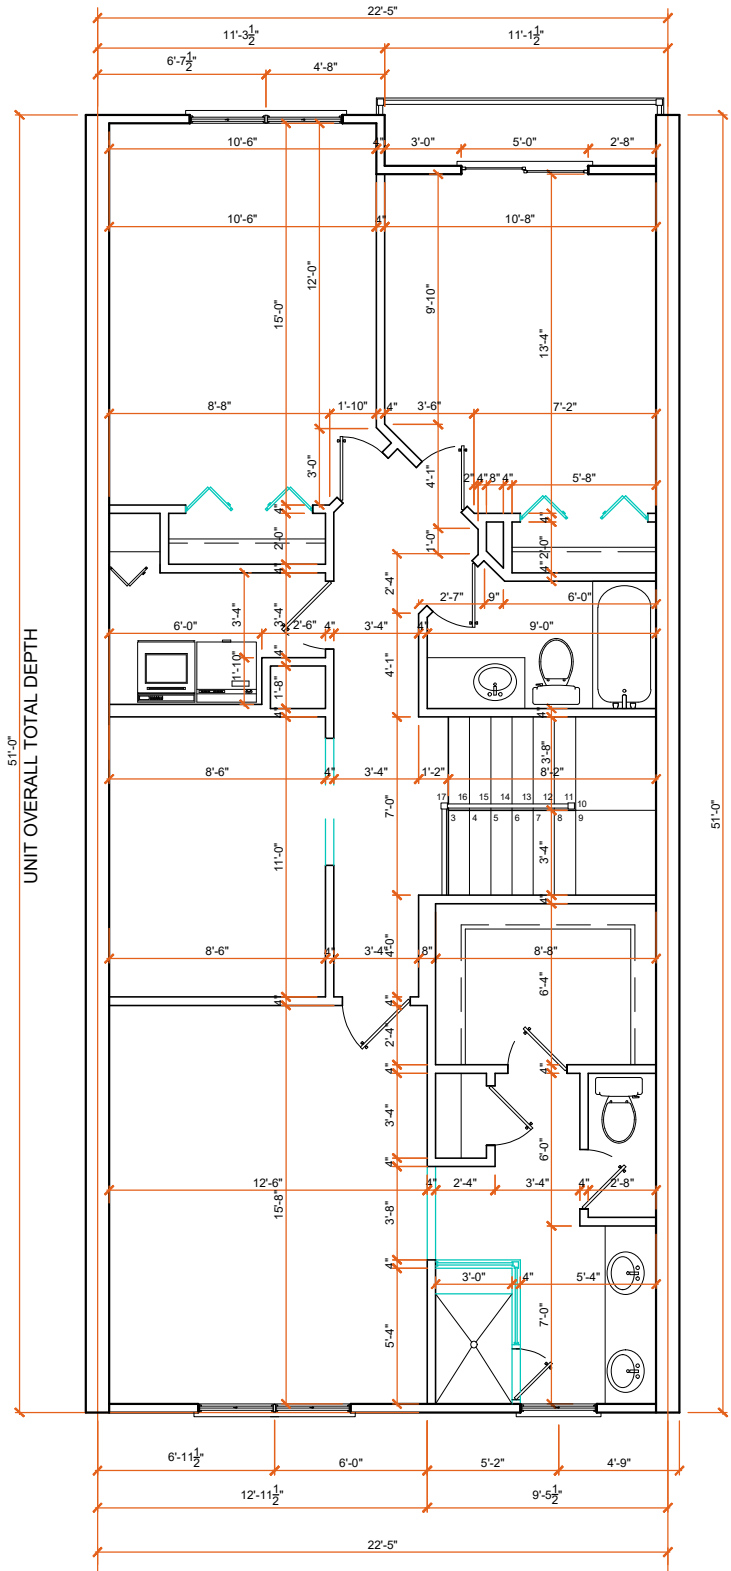 22'-5"
11'-3½" 11'-1½"
6'-7½" 4'-8"
10'-6" 4" 3'-0" 5'-0" 2'-8"
10'-6" 4" 10'-8"
12'-0"
15'-0"
9'-10"
13'-4"
8'-8" 1'-10" 4" 3'-6" 7'-2"
3'-0"
4'-1"
2" 4" 8" 4" 5'-8"
4" 4"
2'-0" 1'-0" 2'-0"
4" 4"
2'-4"
3'-4" 3'-4"
2'-7" 9" 6'-0"
6'-0" 2'-6" 4" 3'-4" 4" 9'-0"
4"
1'-10" 1'-8" 4'-1"
4" 4"
UNIT OVERALL TOTAL DEPTH
51'-0"
51'-0"
3'-8"
8'-6" 4" 3'-4" 1'-2" 8'-2"
7'-0"
17 16 15 14 13 12 11 10
3 4 5 6 7 8 9
11'-0"
3'-4"
4"
8'-6" 4" 3'-4" 8" 8'-8"
4'-0"
6'-4"
4" 4"
2'-4"
4" 4"
3'-4"
6'-0"
4"
12'-6" 4" 2'-4" 3'-4" 4" 2'-8"
15'-8"
3'-8"
4"
3'-0" 4" 5'-4"
5'-4"
7'-0"
6'-11½" 6'-0" 5'-2" 4'-9"
12'-11½" 9'-5½"
22'-5"